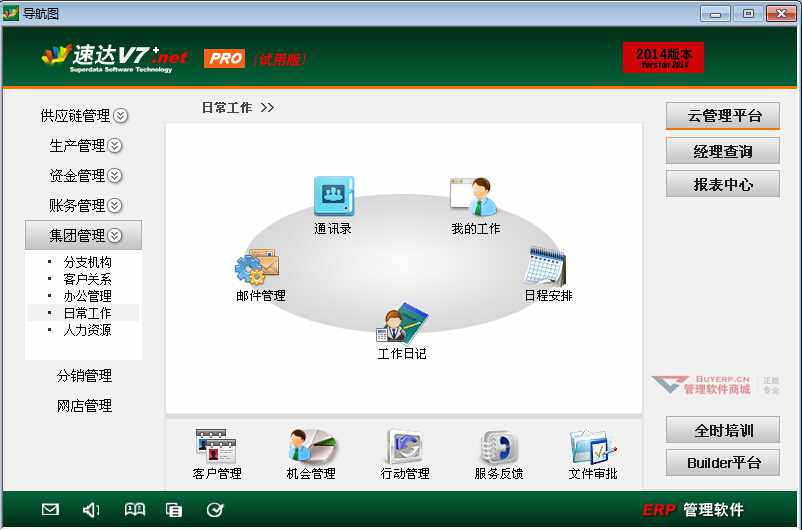 导航图
速达V7+.net
Superdata Software Technology
PRO
(试用版)
2014版本
Version 2014
供应链管理
生产管理
资金管理
账务管理
集团管理
分支机构
客户关系
办公管理
日常工作
人力资源
分销管理
网店管理
日常工作 >>
通讯录
我的工作
邮件管理
日程安排
工作日记
客户管理
机会管理
行动管理
服务反馈
文件审批
云管理平台
经理查询
报表中心
BUYERP.CN
管理软件商城
正版
专业
全时培训
Builder平台
ERP 管理软件